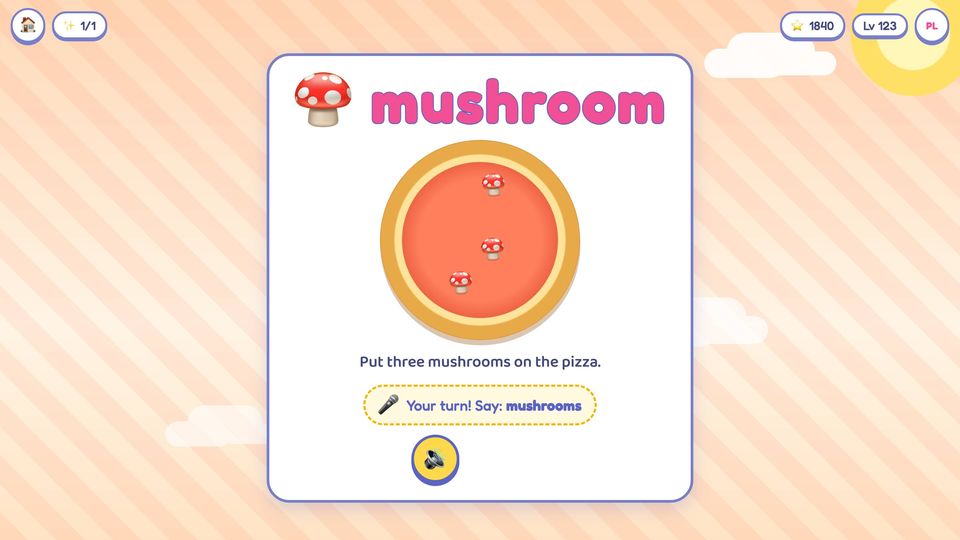 1/1
1840
Lv 123
PL
mushroom
Put three mushrooms on the pizza.
Your turn! Say: mushrooms